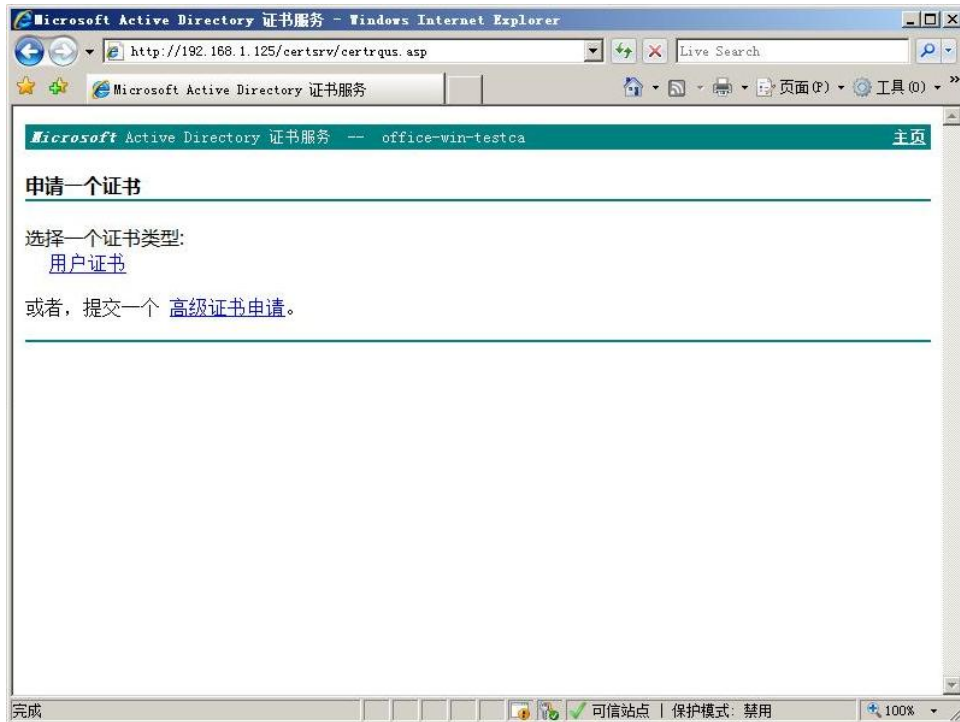 Microsoft Active Directory 证书服务 - Windows Internet Explorer
http://192.168.1.125/certsrv/certrqus.asp
Live Search
Microsoft Active Directory 证书服务
页面(P)
工具(O)
»
Microsoft Active Directory 证书服务 -- office-win-testca
主页
申请一个证书
选择一个证书类型:
用户证书
或者，提交一个 高级证书申请。
完成
可信站点 | 保护模式: 禁用
100%